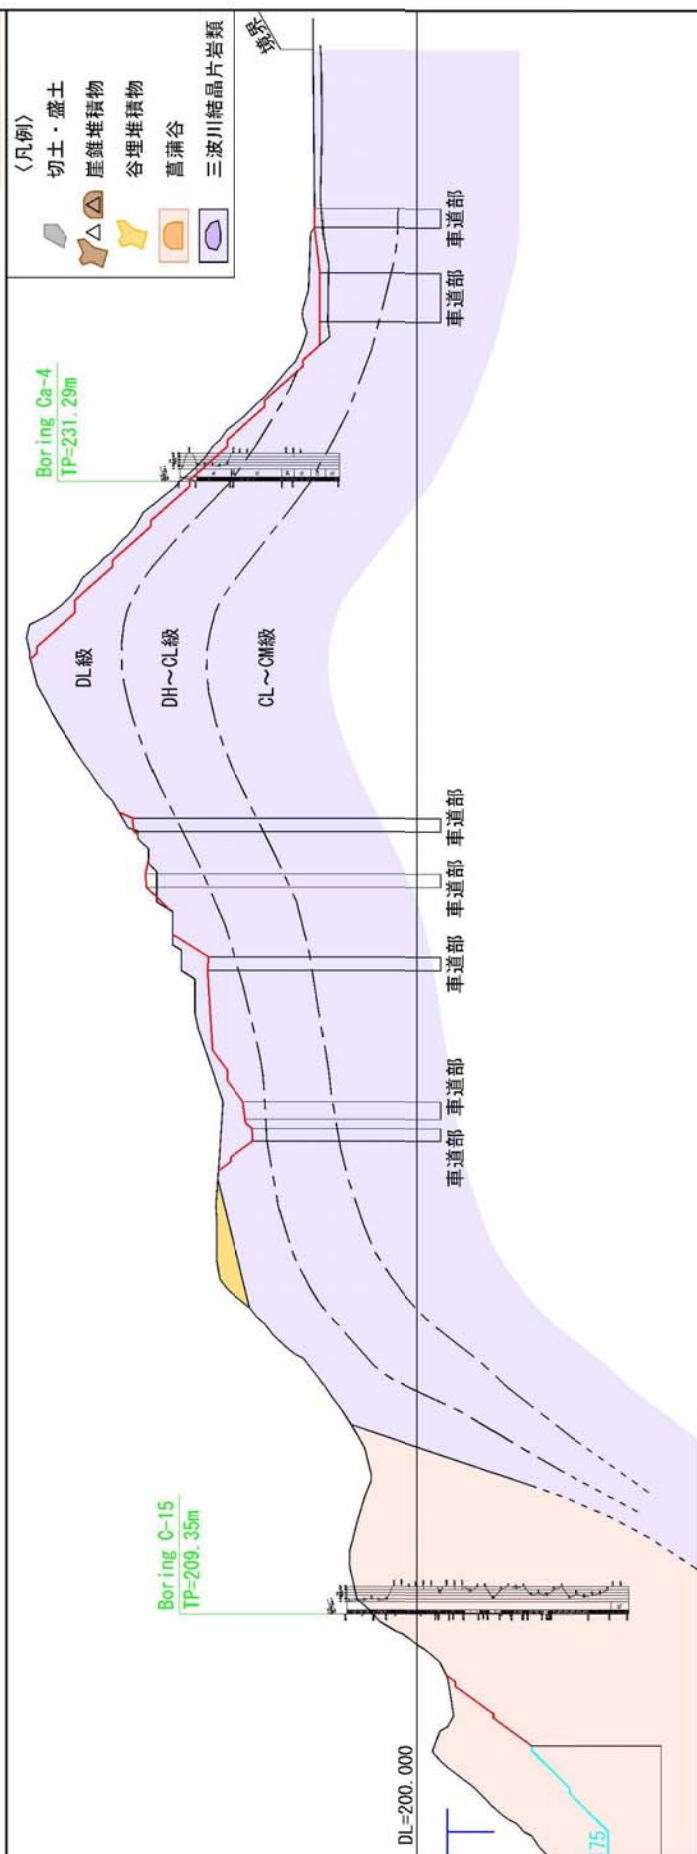 〈凡例〉
切土・盛土
崖錐堆積物
谷埋堆積物
菖蒲谷
三波川結晶片岩類
境界
Boring Ca-4
TP=231.29m
DL級
DH～CL級
CL～CM級
車道部
車道部
車道部
車道部
車道部
車道部
車道部
Boring C-15
TP=209.35m
DL=200.000
75